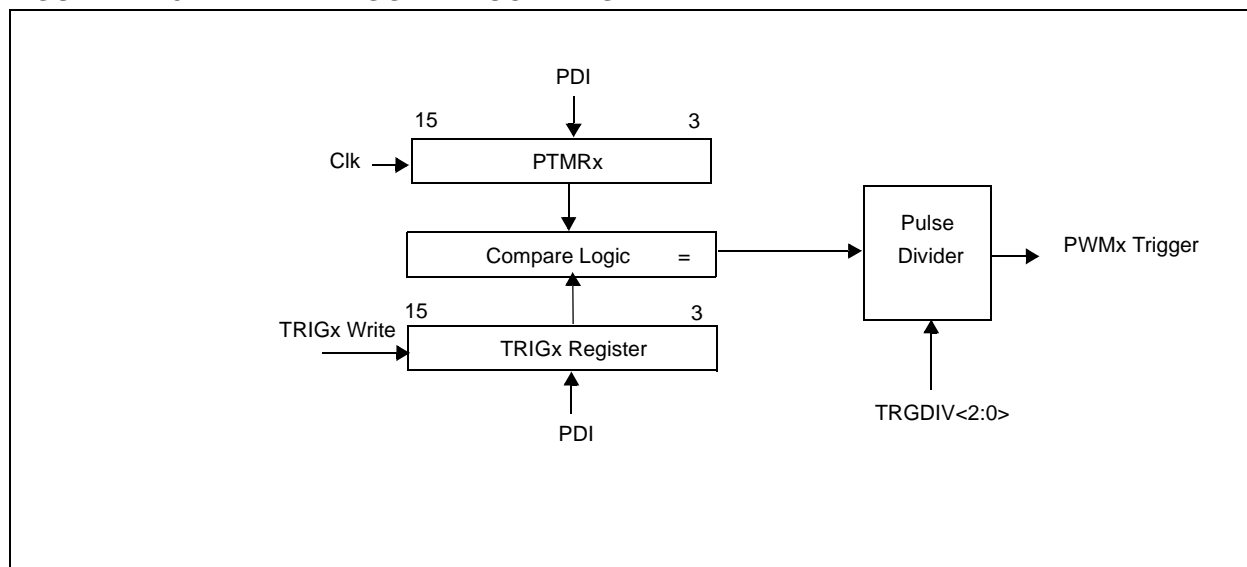 PDI
15 3
Clk PTMRx
Compare Logic =
Pulse
Divider
PWMx Trigger
15 3
TRIGx Write
TRIGx Register
TRGDIV<2:0>
PDI